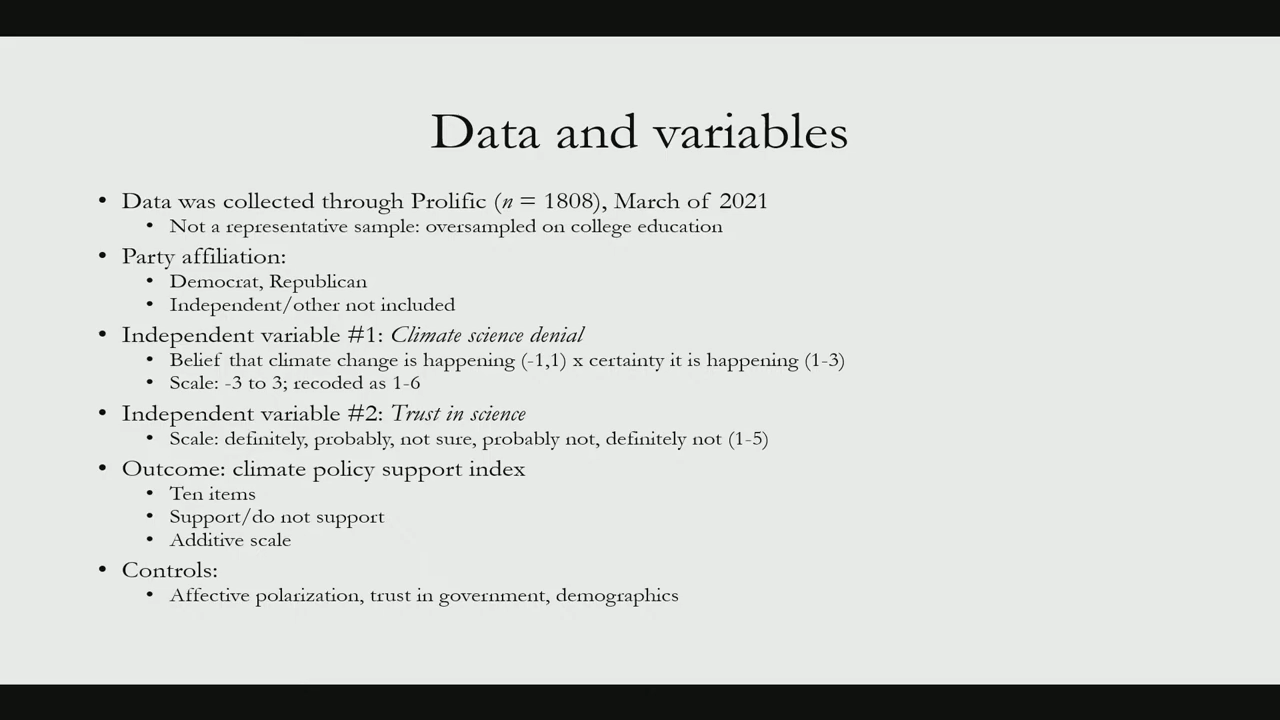 Data and variables
• Data was collected through Prolific (n = 1808), March of 2021
• Not a representative sample: oversampled on college education
• Party affiliation:
• Democrat, Republican
• Independent/other not included
• Independent variable #1: Climate science denial
• Belief that climate change is happening (-1,1) x certainty it is happening (1-3)
• Scale: -3 to 3; recoded as 1-6
• Independent variable #2: Trust in science
• Scale: definitely, probably, not sure, probably not, definitely not (1-5)
• Outcome: climate policy support index
• Ten items
• Support/do not support
• Additive scale
• Controls:
• Affective polarization, trust in government, demographics